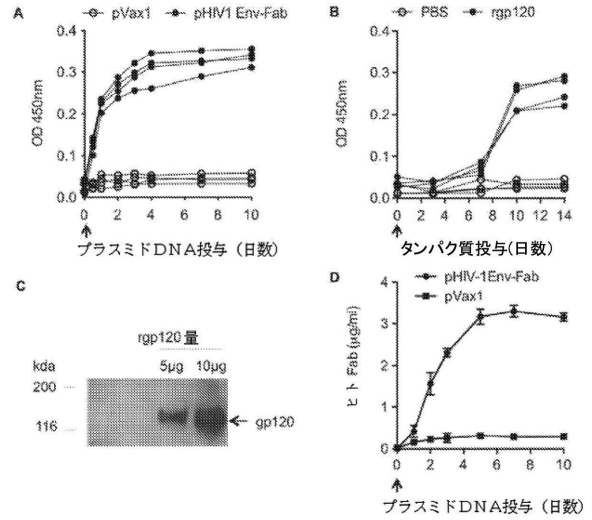 A
pVax1 pHIV1 Env-Fab
OD 450nm
0.4
0.3
0.2
0.1
0.0
0 2 4 6 8 10
プラスミドDNA投与（日数）
B
PBS rgp120
OD 450nm
0.4
0.3
0.2
0.1
0.0
0 2 4 6 8 10 12 14
タンパク質投与(日数)
C
rgp120量
kda 5µg 10µg
200
116
gp120
D
pHIV-1Env-Fab
pVax1
ヒト Fab (µg/ml)
4
3
2
1
0
0 2 4 6 8 10
プラスミドDNA投与（日数）